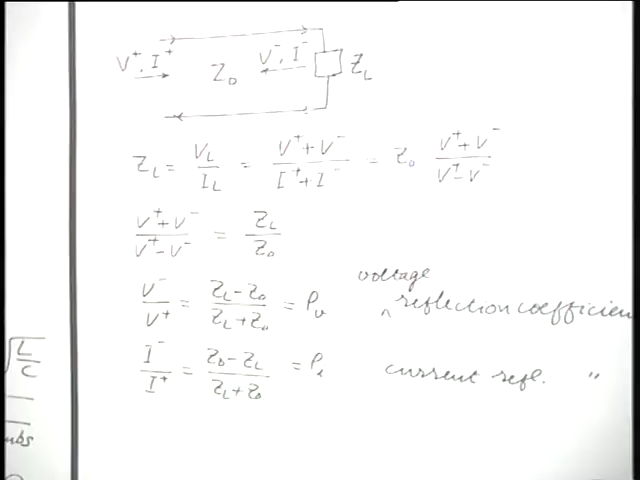 V⁺, I⁺ Z₀ V⁻, I⁻ Z_L
Z_L = V_L/I_L = (V⁺+V⁻)/(I⁺+I⁻) = Z₀ (V⁺+V⁻)/(V⁺-V⁻)
(V⁺+V⁻)/(V⁺-V⁻) = Z_L/Z₀
voltage
V⁻/V⁺ = (Z_L-Z₀)/(Z_L+Z₀) = ρ_v ^ reflection coefficien
I⁻/I⁺ = (Z₀-Z_L)/(Z_L+Z₀) = ρ_i current refl. "
√(L/C)